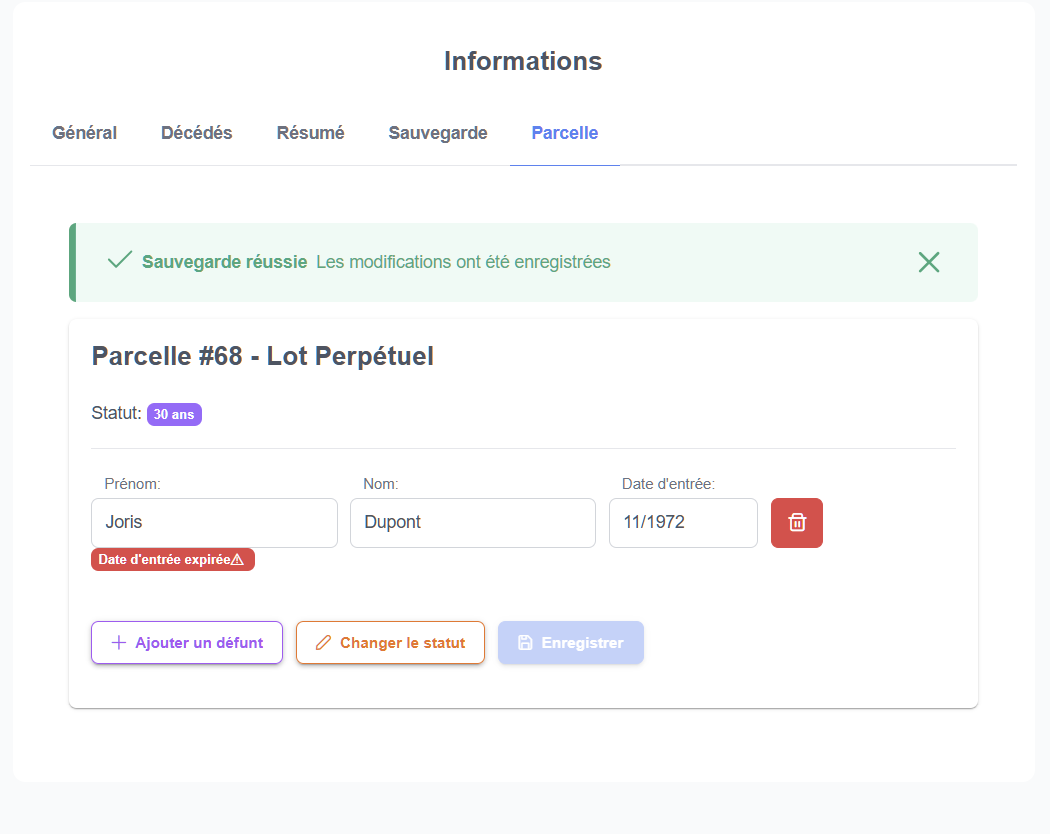 Informations
Général Décédés Résumé Sauvegarde Parcelle
Sauvegarde réussie Les modifications ont été enregistrées
Parcelle #68 - Lot Perpétuel
Statut: 30 ans
Prénom: Nom: Date d'entrée:
Joris Dupont 11/1972
Date d'entrée expirée⚠
Ajouter un défunt Changer le statut Enregistrer